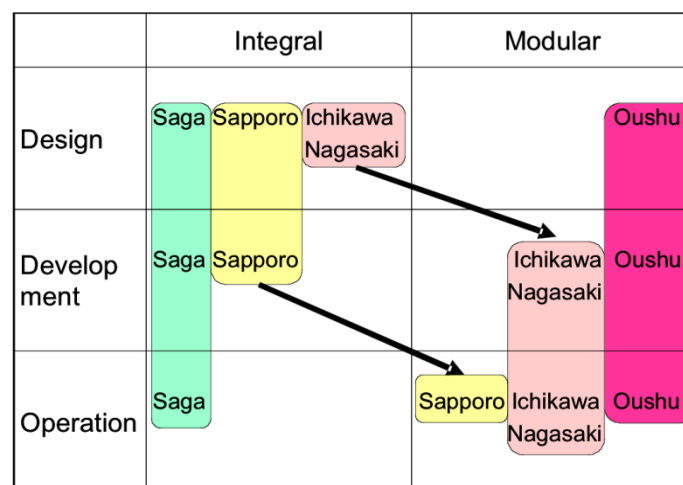 Integral Modular
Saga Sapporo Ichikawa Oushu
Design Nagasaki
Saga Sapporo Ichikawa Oushu
Develop
ment Nagasaki
Saga Sapporo Ichikawa Oushu
Operation Nagasaki